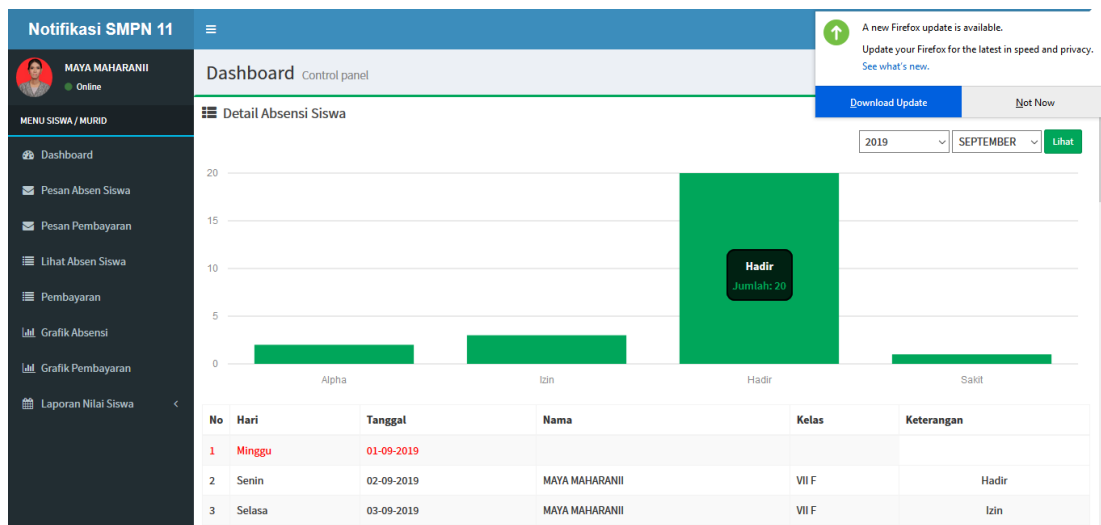 Notifikasi SMPN 11
MAYA MAHARANII
Online
MENU SISWA / MURID
Dashboard
Pesan Absen Siswa
Pesan Pembayaran
Lihat Absen Siswa
Pembayaran
Grafik Absensi
Grafik Pembayaran
Laporan Nilai Siswa
A new Firefox update is available.
Update your Firefox for the latest in speed and privacy.
See what's new.
Download Update Not Now
Dashboard Control panel
Detail Absensi Siswa
2019 SEPTEMBER Lihat
20
15
10
5
0
Hadir
Jumlah: 20
Alpha Izin Hadir Sakit
No Hari Tanggal Nama Kelas Keterangan
1 Minggu 01-09-2019
2 Senin 02-09-2019 MAYA MAHARANII VII F Hadir
3 Selasa 03-09-2019 MAYA MAHARANII VII F Izin